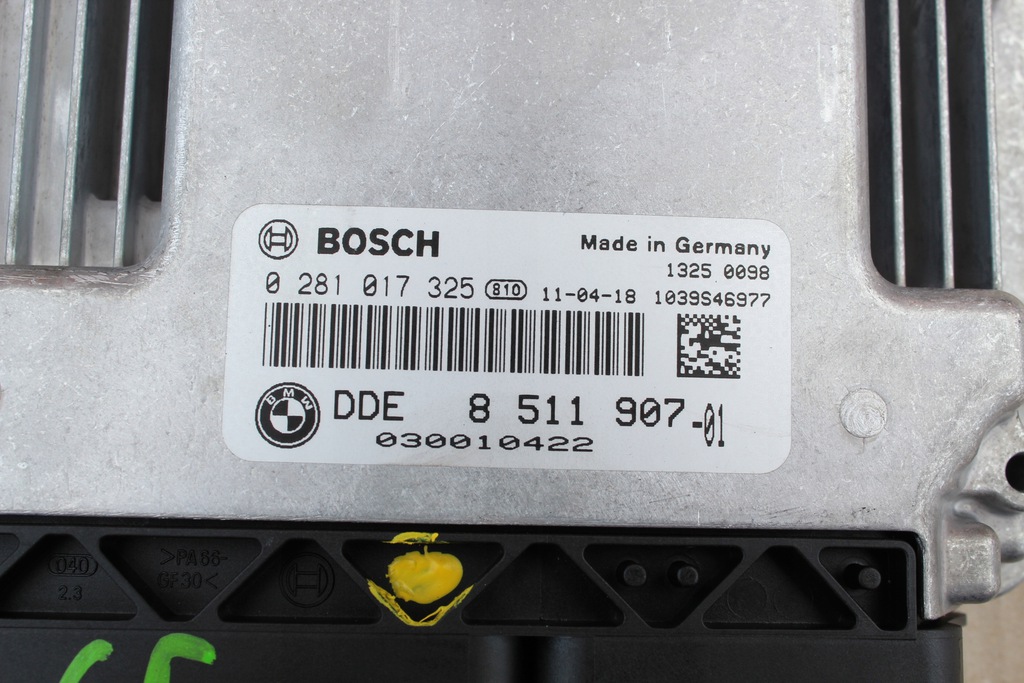 BOSCH
Made in Germany
1325 0098
0 281 017 325 810 11-04-18 1039S46977
BMW
DDE 8 511 907-01
030010422
040
2.3
>PA66-
GF30<